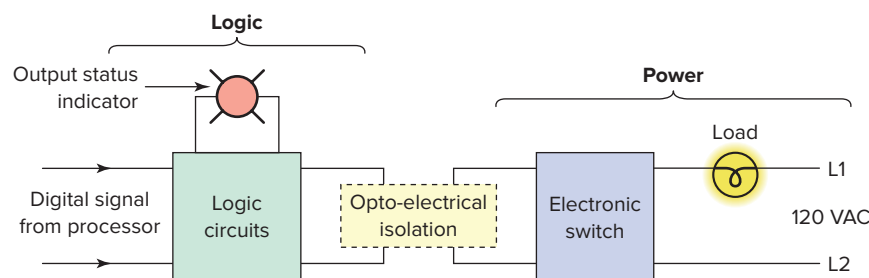 Logic
Output status
indicator
Power
Load
L1
Digital signal
from processor
Logic
circuits
Opto-electrical
isolation
Electronic
switch
120 VAC
L2